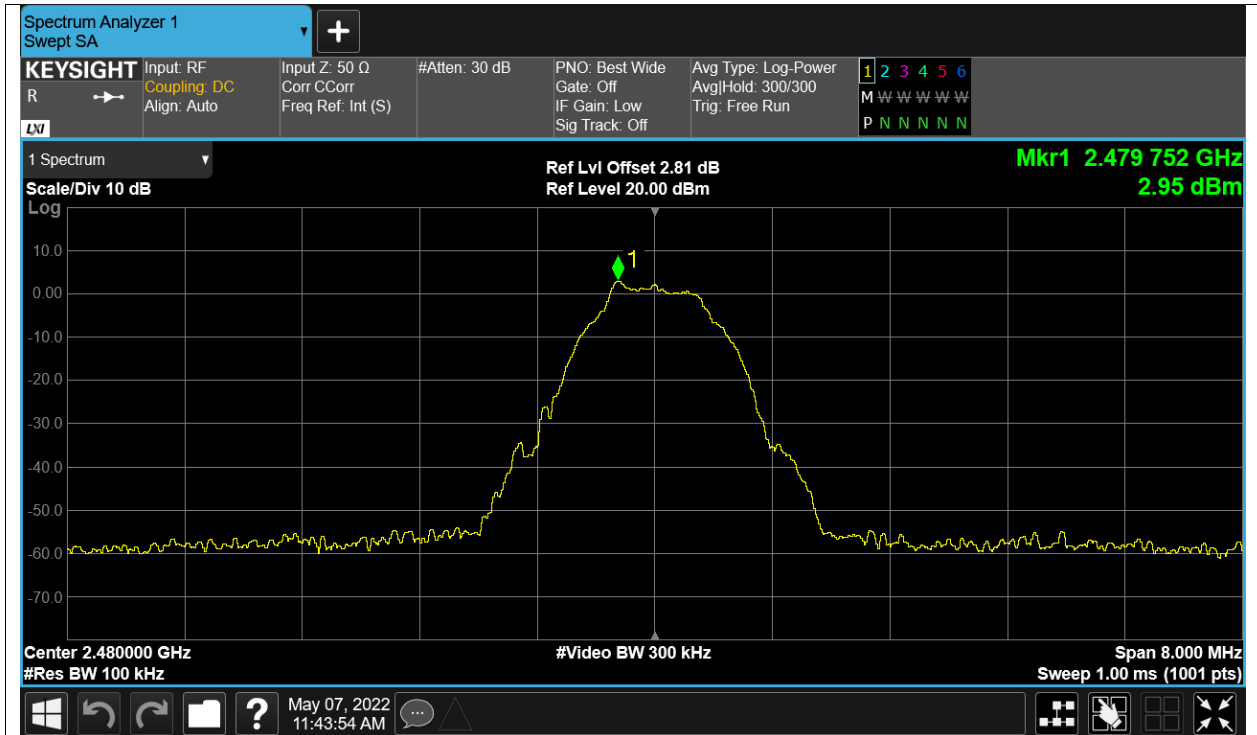 Spectrum Analyzer 1
Swept SA
KEYSIGHT
R
LXI
Input: RF
Coupling: DC
Align: Auto
Input Z: 50 Ω
Corr CCorr
Freq Ref: Int (S)
#Atten: 30 dB
PNO: Best Wide
Gate: Off
IF Gain: Low
Sig Track: Off
Avg Type: Log-Power
Avg|Hold: 300/300
Trig: Free Run
1 2 3 4 5 6
M W W W W W
P N N N N N
1 Spectrum
Scale/Div 10 dB
Log
Ref Lvl Offset 2.81 dB
Ref Level 20.00 dBm
Mkr1 2.479 752 GHz
2.95 dBm
1
10.0
0.00
-10.0
-20.0
-30.0
-40.0
-50.0
-60.0
-70.0
Center 2.480000 GHz
#Res BW 100 kHz
#Video BW 300 kHz
Span 8.000 MHz
Sweep 1.00 ms (1001 pts)
?
May 07, 2022
11:43:54 AM